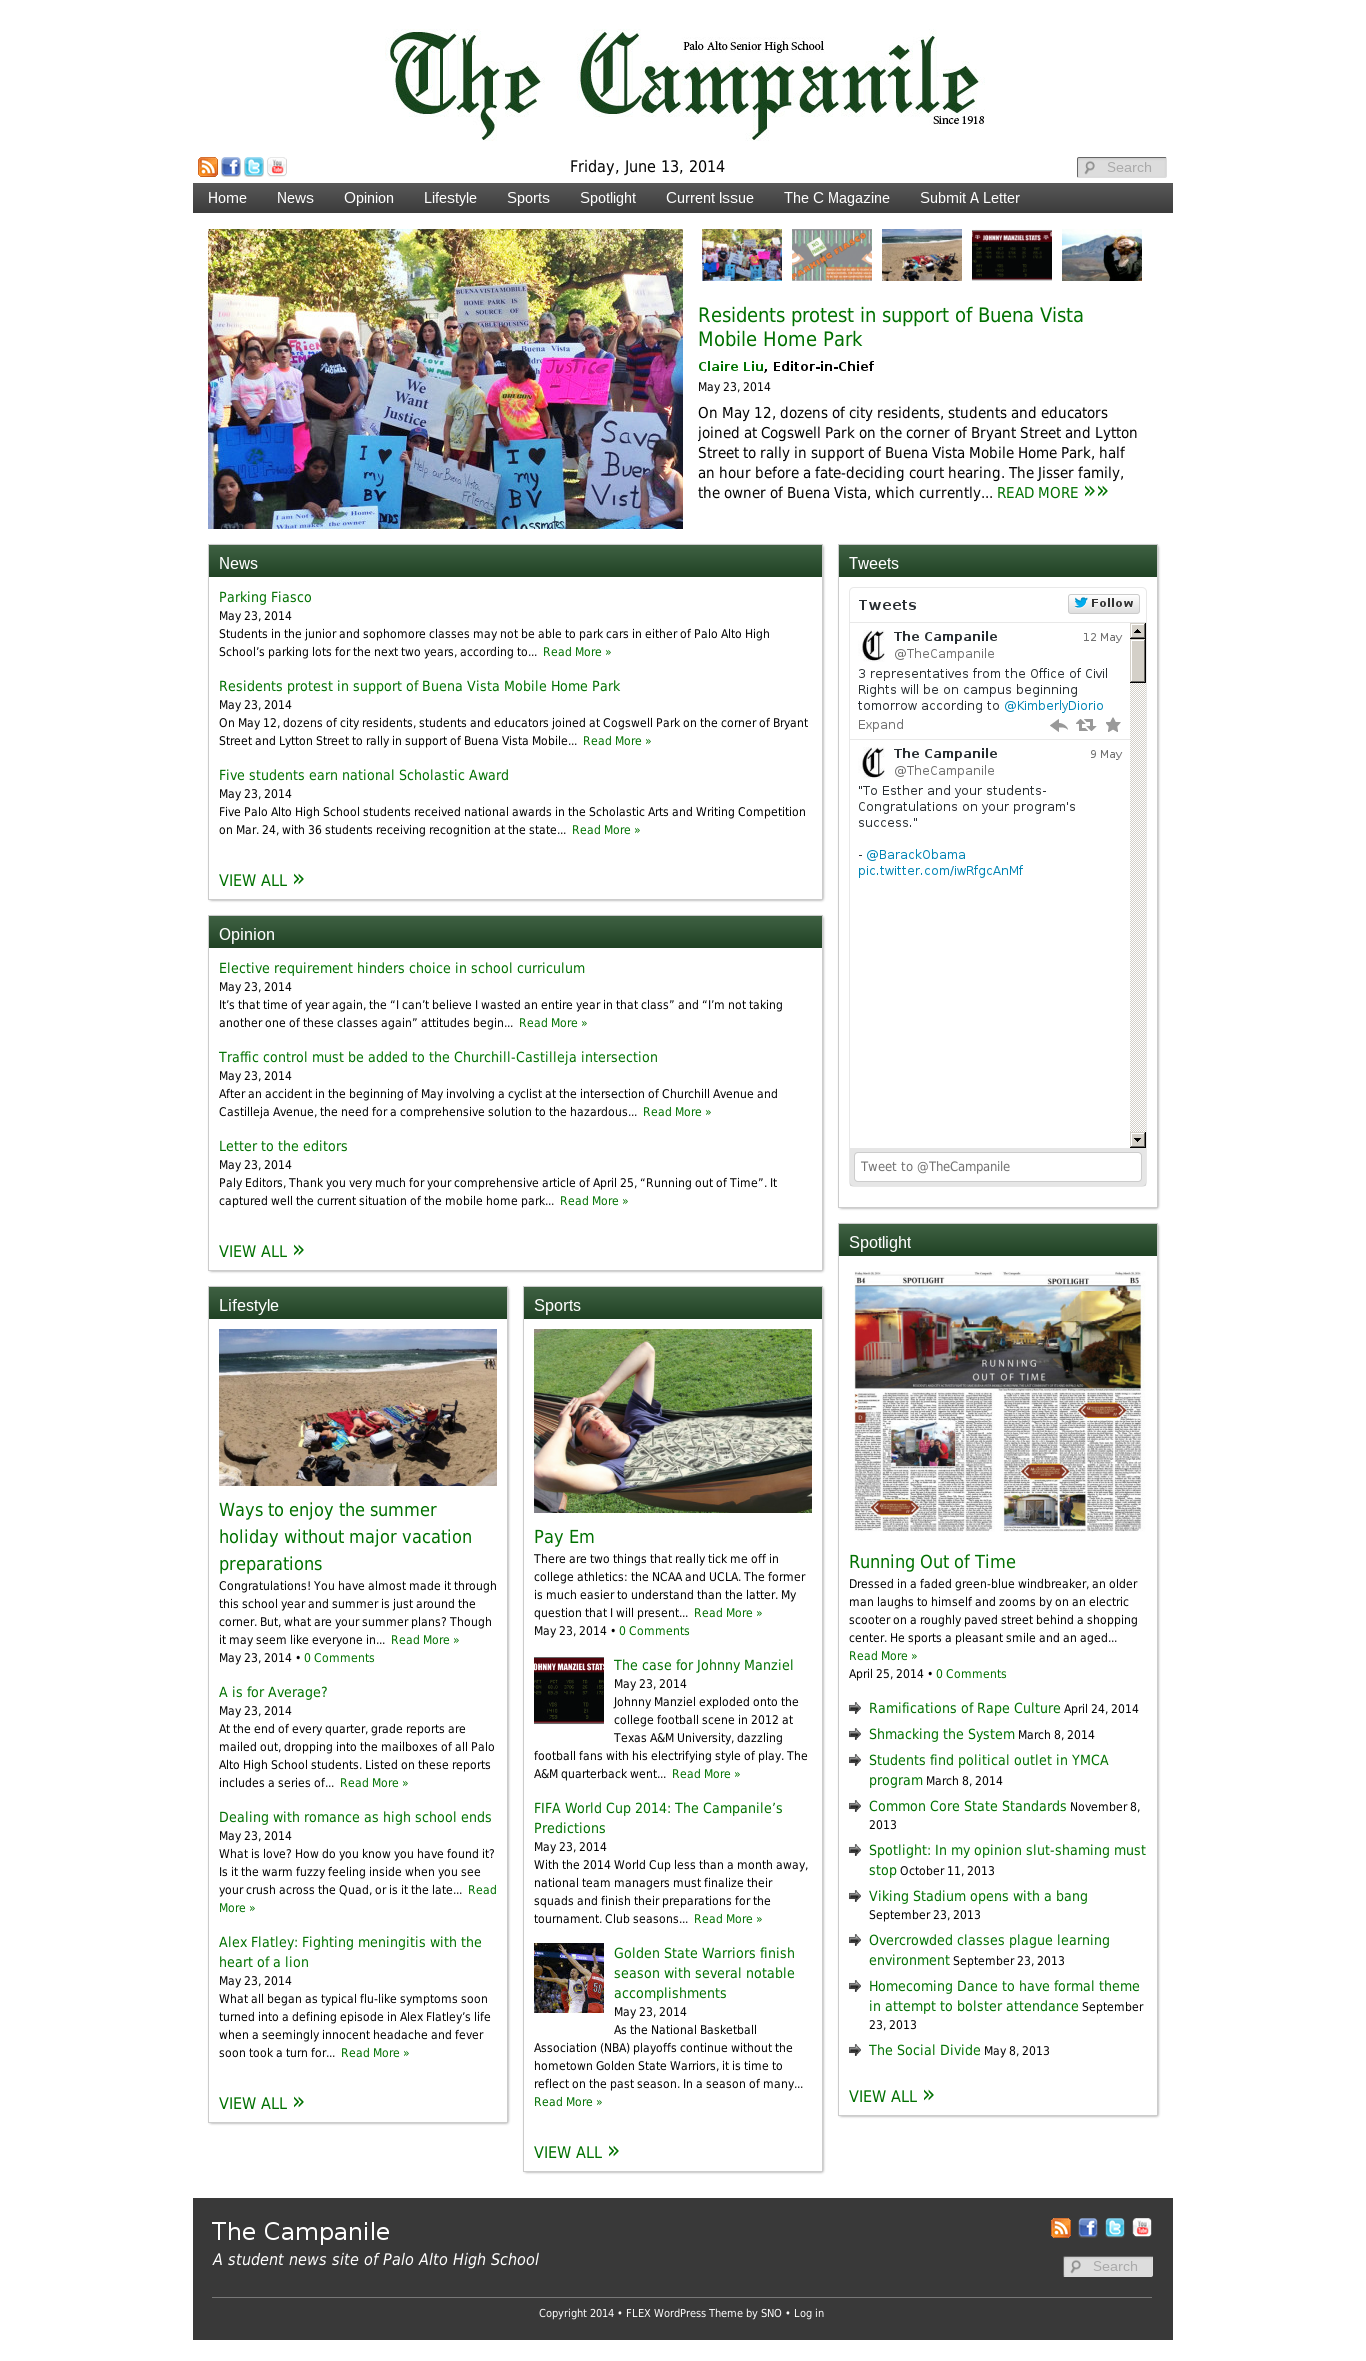 Palo Alto Senior High School
The Campanile
Since 1918
Friday, June 13, 2014
Search
Home News Opinion Lifestyle Sports Spotlight Current Issue The C Magazine Submit A Letter
BUENA VISTA MOBILE
HOME PARK IS
A SOURCE OF
We
Want
Justice
Justice
I ♥
my
BV
Help our Buena Vista
Friends
I ♥
my
BV
Classmates
Save
JOHNNY MANZIEL STATS
Residents protest in support of Buena Vista
Mobile Home Park
Claire Liu, Editor-in-Chief
May 23, 2014
On May 12, dozens of city residents, students and educators
joined at Cogswell Park on the corner of Bryant Street and Lytton
Street to rally in support of Buena Vista Mobile Home Park, half
an hour before a fate-deciding court hearing. The Jisser family,
the owner of Buena Vista, which currently... READ MORE »»
News
Parking Fiasco
May 23, 2014
Students in the junior and sophomore classes may not be able to park cars in either of Palo Alto High
School’s parking lots for the next two years, according to... Read More »
Residents protest in support of Buena Vista Mobile Home Park
May 23, 2014
On May 12, dozens of city residents, students and educators joined at Cogswell Park on the corner of Bryant
Street and Lytton Street to rally in support of Buena Vista Mobile... Read More »
Five students earn national Scholastic Award
May 23, 2014
Five Palo Alto High School students received national awards in the Scholastic Arts and Writing Competition
on Mar. 24, with 36 students receiving recognition at the state... Read More »
VIEW ALL »
Opinion
Elective requirement hinders choice in school curriculum
May 23, 2014
It’s that time of year again, the “I can’t believe I wasted an entire year in that class” and “I’m not taking
another one of these classes again” attitudes begin... Read More »
Traffic control must be added to the Churchill-Castilleja intersection
May 23, 2014
After an accident in the beginning of May involving a cyclist at the intersection of Churchill Avenue and
Castilleja Avenue, the need for a comprehensive solution to the hazardous... Read More »
Letter to the editors
May 23, 2014
Paly Editors, Thank you very much for your comprehensive article of April 25, “Running out of Time”. It
captured well the current situation of the mobile home park... Read More »
VIEW ALL »
Lifestyle
Ways to enjoy the summer
holiday without major vacation
preparations
Congratulations! You have almost made it through
this school year and summer is just around the
corner. But, what are your summer plans? Though
it may seem like everyone in... Read More »
May 23, 2014 • 0 Comments
A is for Average?
May 23, 2014
At the end of every quarter, grade reports are
mailed out, dropping into the mailboxes of all Palo
Alto High School students. Listed on these reports
includes a series of... Read More »
Dealing with romance as high school ends
May 23, 2014
What is love? How do you know you have found it?
Is it the warm fuzzy feeling inside when you see
your crush across the Quad, or is it the late... Read
More »
Alex Flatley: Fighting meningitis with the
heart of a lion
May 23, 2014
What all began as typical flu-like symptoms soon
turned into a defining episode in Alex Flatley’s life
when a seemingly innocent headache and fever
soon took a turn for... Read More »
VIEW ALL »
Sports
Pay Em
There are two things that really tick me off in
college athletics: the NCAA and UCLA. The former
is much easier to understand than the latter. My
question that I will present... Read More »
May 23, 2014 • 0 Comments
The case for Johnny Manziel
May 23, 2014
Johnny Manziel exploded onto the
college football scene in 2012 at
Texas A&M University, dazzling
football fans with his electrifying style of play. The
A&M quarterback went... Read More »
FIFA World Cup 2014: The Campanile’s
Predictions
May 23, 2014
With the 2014 World Cup less than a month away,
national team managers must finalize their
squads and finish their preparations for the
tournament. Club seasons... Read More »
Golden State Warriors finish
season with several notable
accomplishments
May 23, 2014
As the National Basketball
Association (NBA) playoffs continue without the
hometown Golden State Warriors, it is time to
reflect on the past season. In a season of many...
Read More »
VIEW ALL »
Tweets
Tweets
Follow
The Campanile 12 May
@TheCampanile
3 representatives from the Office of Civil
Rights will be on campus beginning
tomorrow according to @KimberlyDiorio
Expand
The Campanile 9 May
@TheCampanile
"To Esther and your students-
Congratulations on your program's
success."
- @BarackObama
pic.twitter.com/iwRfgcAnMf
Tweet to @TheCampanile
Spotlight
B4 SPOTLIGHT SPOTLIGHT B5
RUNNING
OUT OF TIME
Running Out of Time
Dressed in a faded green-blue windbreaker, an older
man laughs to himself and zooms by on an electric
scooter on a roughly paved street behind a shopping
center. He sports a pleasant smile and an aged...
Read More »
April 25, 2014 • 0 Comments
Ramifications of Rape Culture April 24, 2014
Shmacking the System March 8, 2014
Students find political outlet in YMCA
program March 8, 2014
Common Core State Standards November 8,
2013
Spotlight: In my opinion slut-shaming must
stop October 11, 2013
Viking Stadium opens with a bang
September 23, 2013
Overcrowded classes plague learning
environment September 23, 2013
Homecoming Dance to have formal theme
in attempt to bolster attendance September
23, 2013
The Social Divide May 8, 2013
VIEW ALL »
The Campanile
A student news site of Palo Alto High School
Search
Copyright 2014 • FLEX WordPress Theme by SNO • Log in